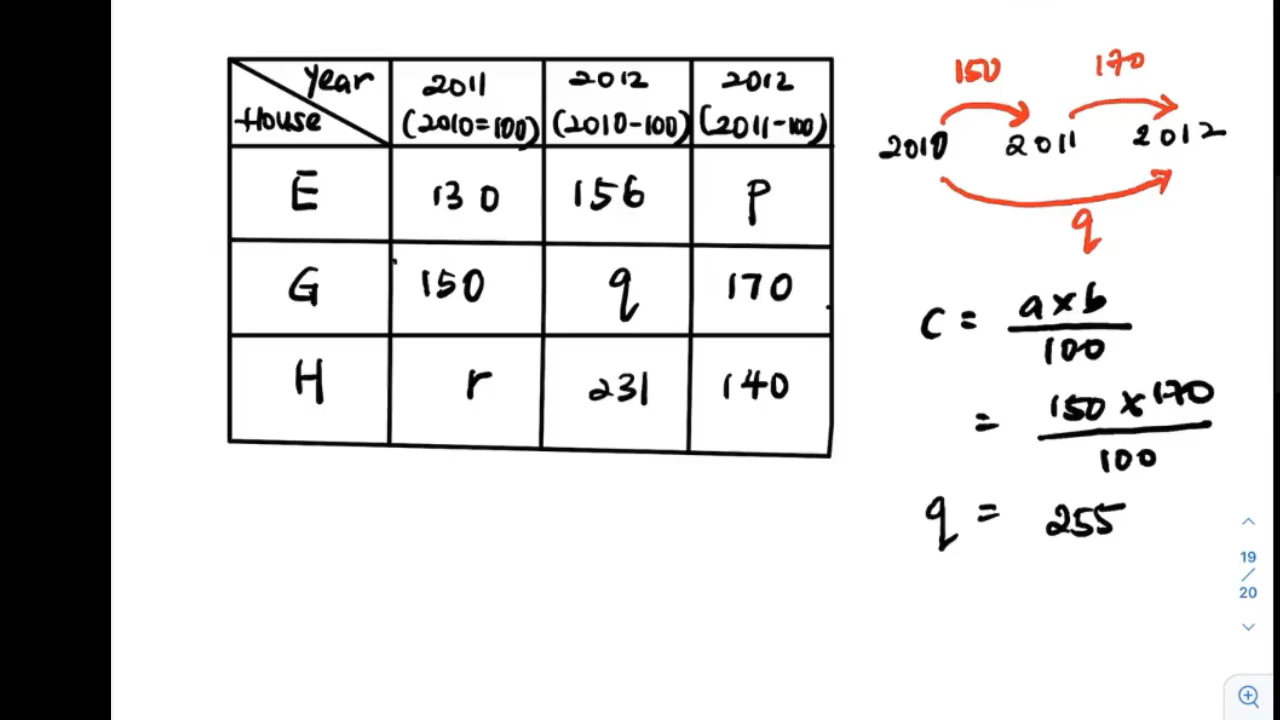 Year 2011 2012 2012
House (2010=100) (2010-100) (2011-100)
E 130 156 P
G 150 q 170
H r 231 140
150 170
2010 2011 2012
q
c = a x b
100
= 150 x 170
100
q = 255
19
/
20